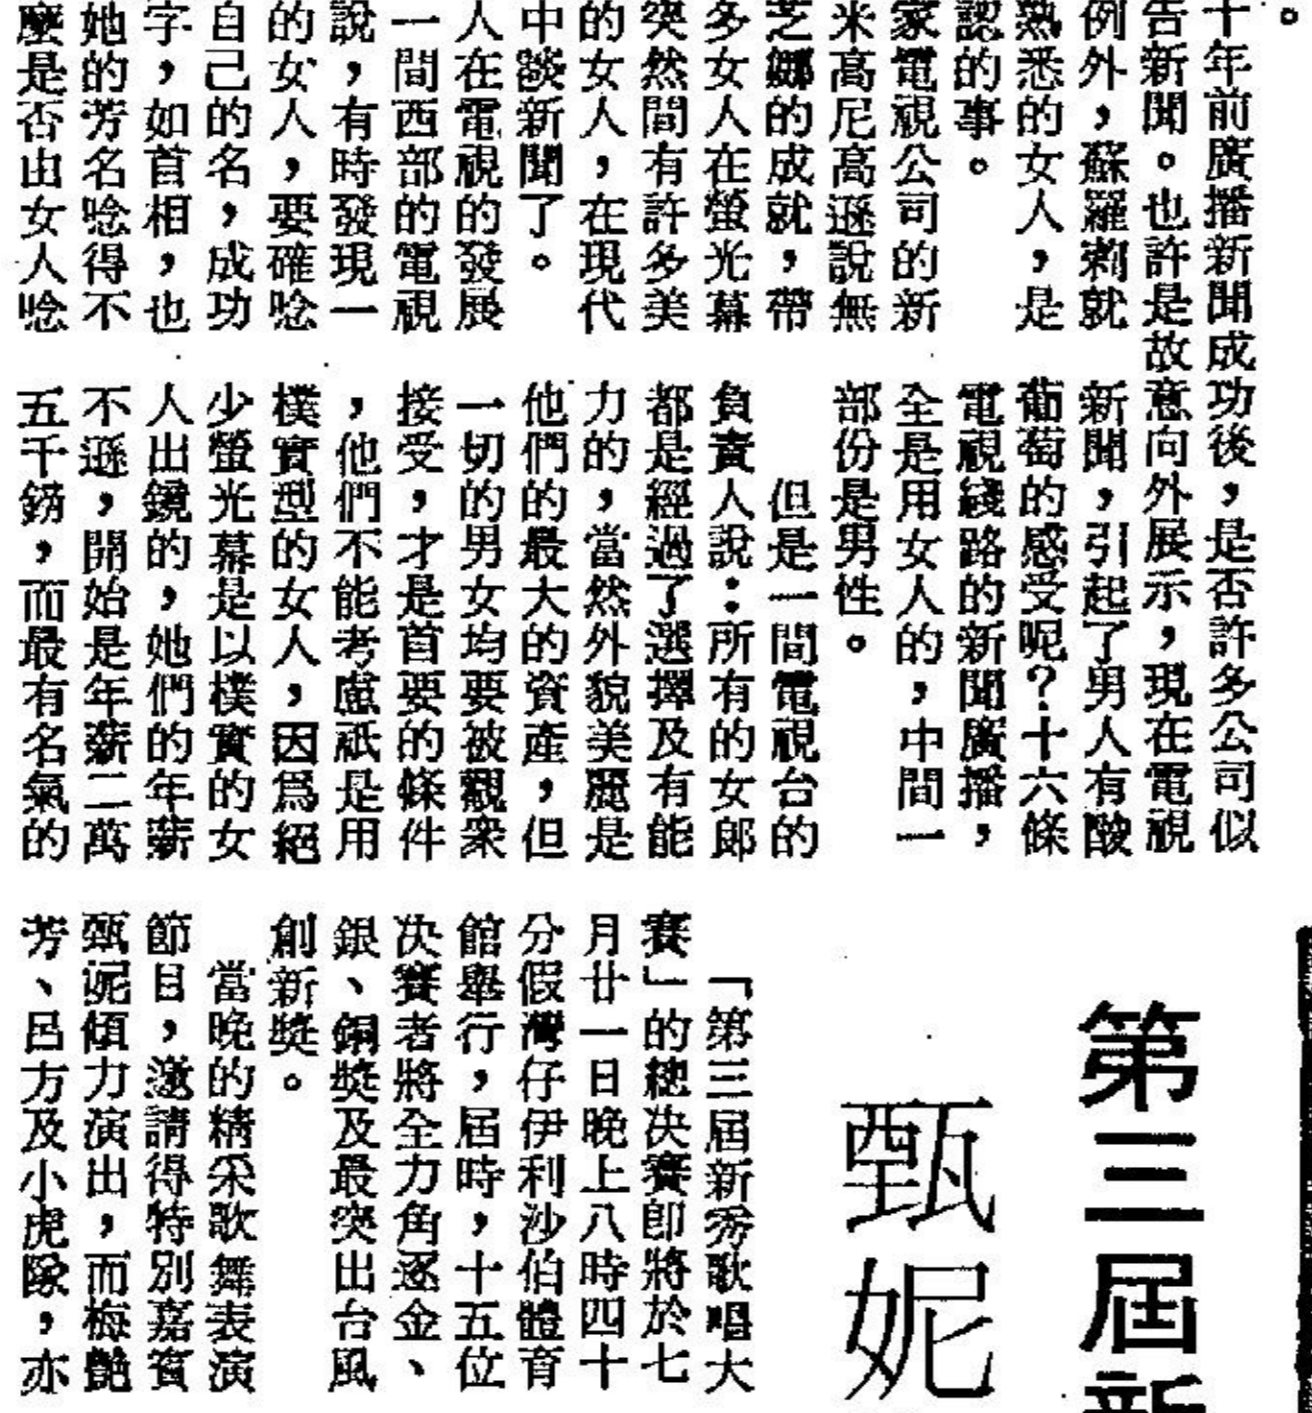 。
十年前廣播新聞成功後，是否許多公司似
告新聞。也許是故意向外展示，現在電視
例外，蘇羅剃就
熟悉的女人，是
認的事。
家電視公司的新
米高尼高遜說無
芝娜的成就，帶
多女人在螢光幕
突然間有許多美
的女人，在現代
中談新聞了。
人在電視的發展
一間西部的電視
說，有時發現一
的女人，要確唸
自己的名，成功
字，如首相，也
她的芳名唸得不
麼是否由女人唸
新聞，引起了男人有酸
葡萄的感受呢？十六條
電視綫路的新聞廣播，
全是用女人的，中間一
部份是男性。
但是一間電視台的
負責人說：所有的女郎
都是經過了選擇及有能
力的，當然外貌美麗是
他們的最大的資產，但
一切的男女均要被觀衆
接受，才是首要的條件
，他們不能考慮祇是用
樸實型的女人，因爲絕
少螢光幕是以樸實的女
人出鏡的，她們的年薪
不遜，開始是年薪二萬
五千鎊，而最有名氣的
第三屆新
甄妮
「第三屆新秀歌唱大
賽」的總决賽即將於七
月廿一日晚上八時四十
分假灣仔伊利沙伯體育
館舉行，屆時，十五位
决賽者將全力角逐金、
銀、銅獎及最突出台風
創新獎。
當晚的精采歌舞表演
節目，邀請得特別嘉賓
甄妮傾力演出，而梅艷
芳、呂方及小虎隊，亦